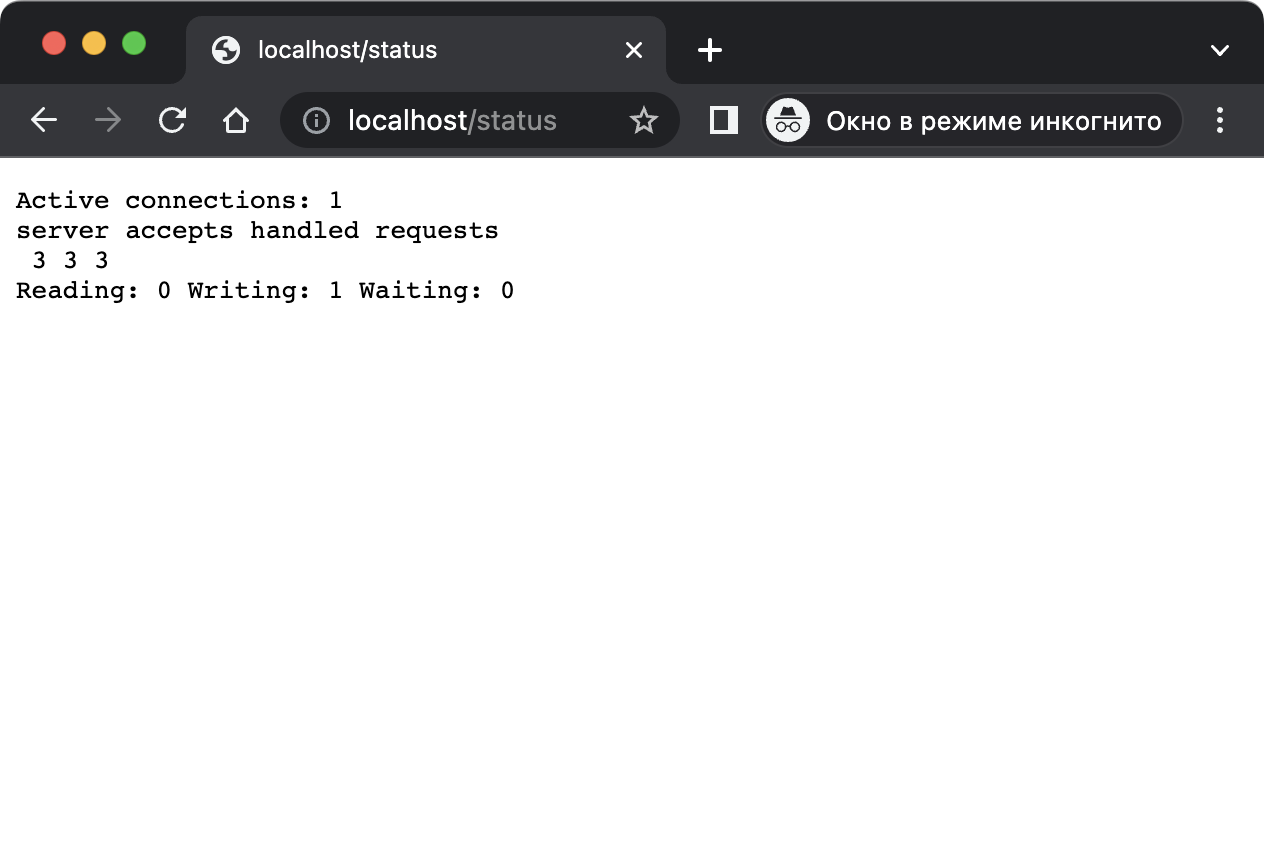 localhost/status
localhost/status
Окно в режиме инкогнито
Active connections: 1
server accepts handled requests
3 3 3
Reading: 0 Writing: 1 Waiting: 0